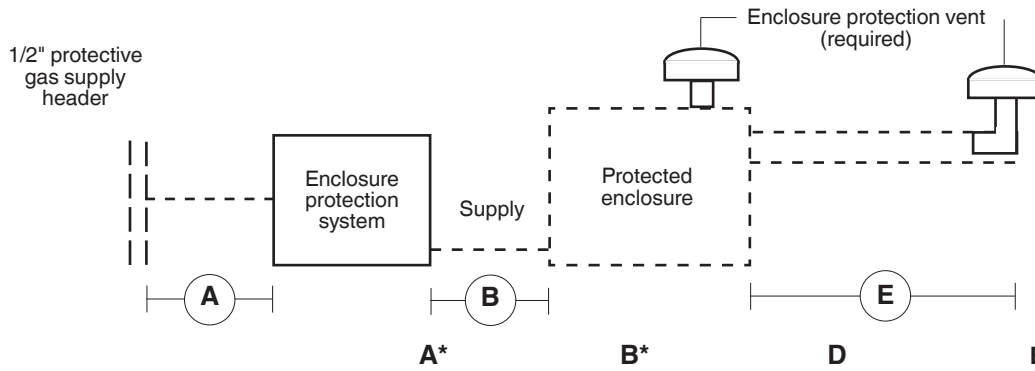 Enclosure protection vent
(required)
1/2" protective
gas supply
header
Enclosure
protection
system
Supply
Protected
enclosure
A
B
E
A*
B*
D